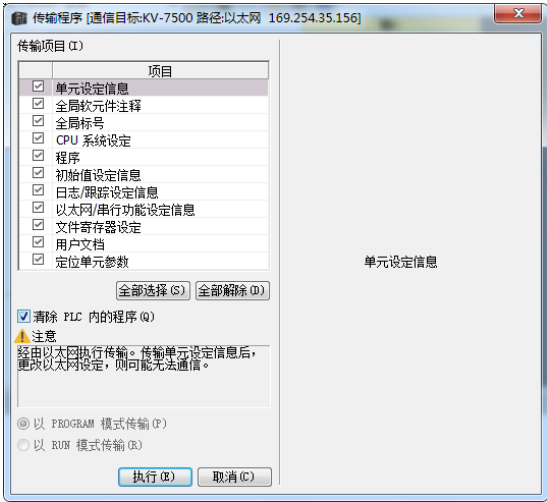 传输程序 [通信目标:KV-7500 路径:以太网  169.254.35.156]
传输项目(I)
项目
单元设定信息
全局软元件注释
全局标号
CPU 系统设定
程序
初始值设定信息
日志/跟踪设定信息
以太网/串行功能设定信息
文件寄存器设定
用户文档
定位单元参数
全部选择(S) 全部解除(D)
清除 PLC 内的程序(Q)
注意
经由以太网执行传输。传输单元设定信息后,
更改以太网设定,则可能无法通信。
以 PROGRAM 模式传输(P)
以 RUN 模式传输(R)
执行(E) 取消(C)
单元设定信息